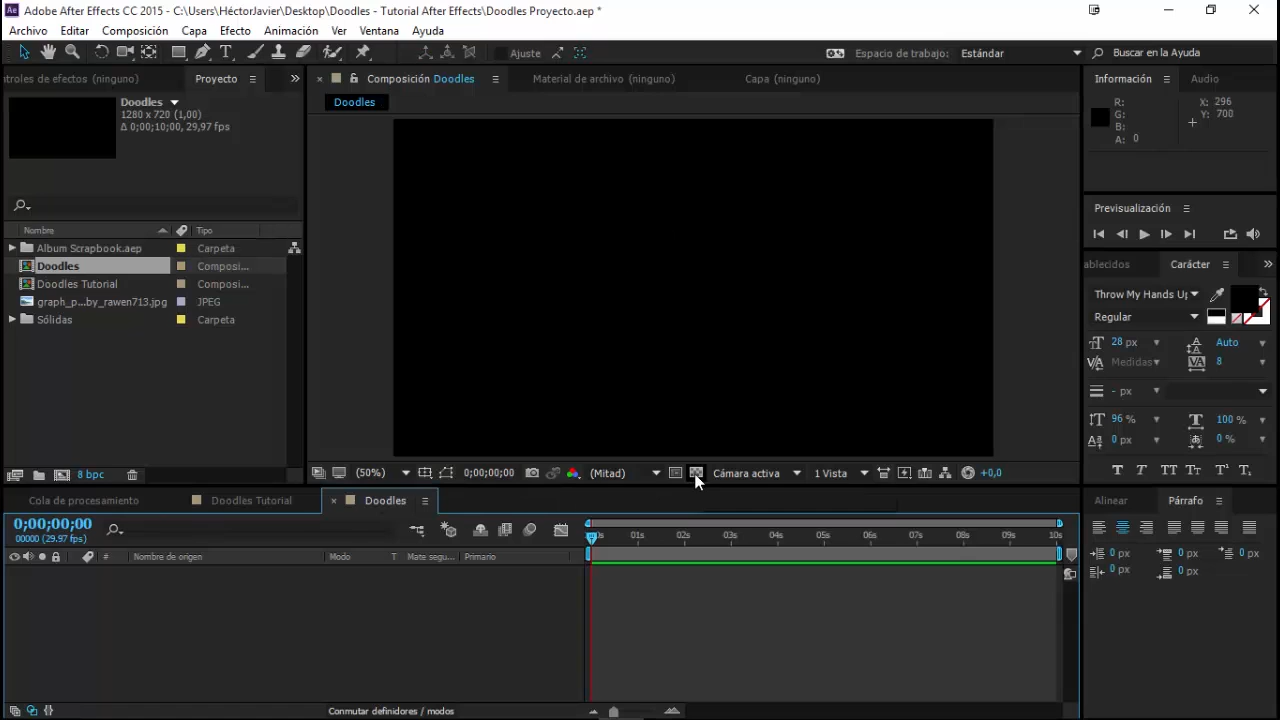 Adobe After Effects CC 2015 - C:\Users\HéctorJavier\Desktop\Doodles - Tutorial After Effects\Doodles Proyecto.aep *
Archivo Editar Composición Capa Efecto Animación Ver Ventana Ayuda
Ajuste
Espacio de trabajo: Estándar
Buscar en la Ayuda
troles de efectos (ninguno) Proyecto
Composición Doodles
Material de archivo (ninguno)
Capa (ninguno)
Información Audio
Doodles
1280 x 720 (1,00)
Δ 0;00;10;00, 29,97 fps
Doodles
R:
G:
B:
A: 0
X: 296
Y: 700
Previsualización
Nombre Tipo
Album Scrapbook.aep Carpeta
Doodles Composi...
Doodles Tutorial Composi...
graph_p...by_rawen713.jpg JPEG
Sólidas Carpeta
ablecidos Carácter
Throw My Hands Up
Regular
28 px Auto
Medidas 8
- px
96 % 100 %
0 px 0 %
8 bpc
(50%) 0;00;00;00 (Mitad) Cámara activa 1 Vista +0,0
T T TT Tт T¹ T₁
Cola de procesamiento Doodles Tutorial Doodles
Alinear Párrafo
0;00;00;00
00000 (29.97 fps)
01s 02s 03s 04s 05s 06s 07s 08s 09s 10s
# Nombre de origen Modo T Mate segu... Primario
0 px 0 px 0 px
0 px 0 px
Conmutar definidores / modos